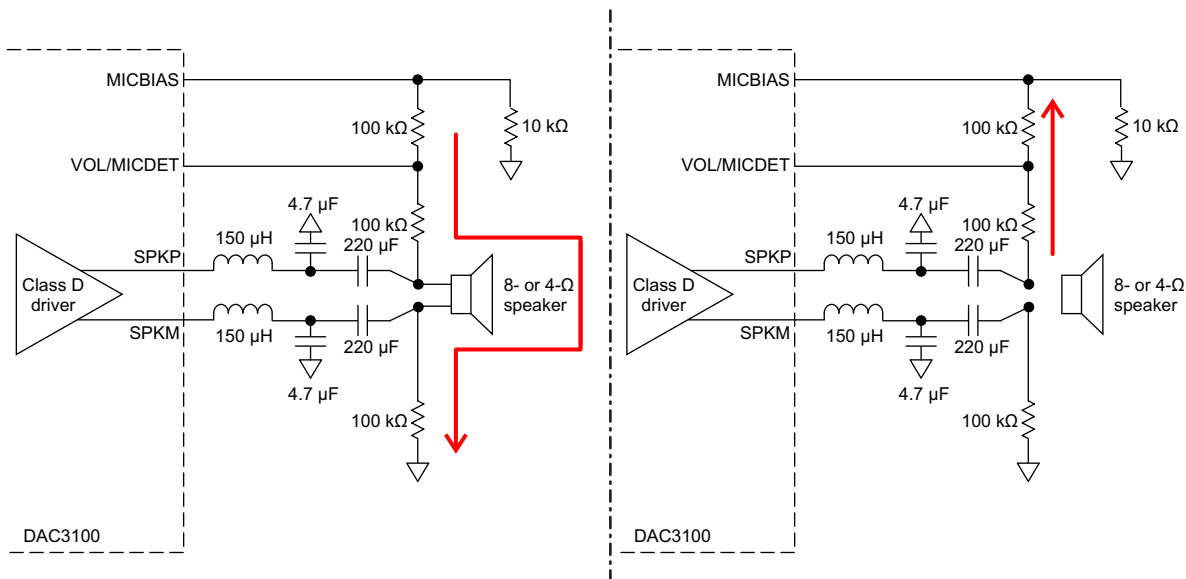 MICBIAS
100 kΩ
10 kΩ
VOL/MICDET
4.7 µF
100 kΩ
150 µH
220 µF
SPKP
Class D
driver
8- or 4-Ω
speaker
SPKM
150 µH
220 µF
4.7 µF
100 kΩ
DAC3100
MICBIAS
100 kΩ
10 kΩ
VOL/MICDET
4.7 µF
100 kΩ
150 µH
220 µF
SPKP
Class D
driver
8- or 4-Ω
speaker
SPKM
150 µH
220 µF
4.7 µF
100 kΩ
DAC3100